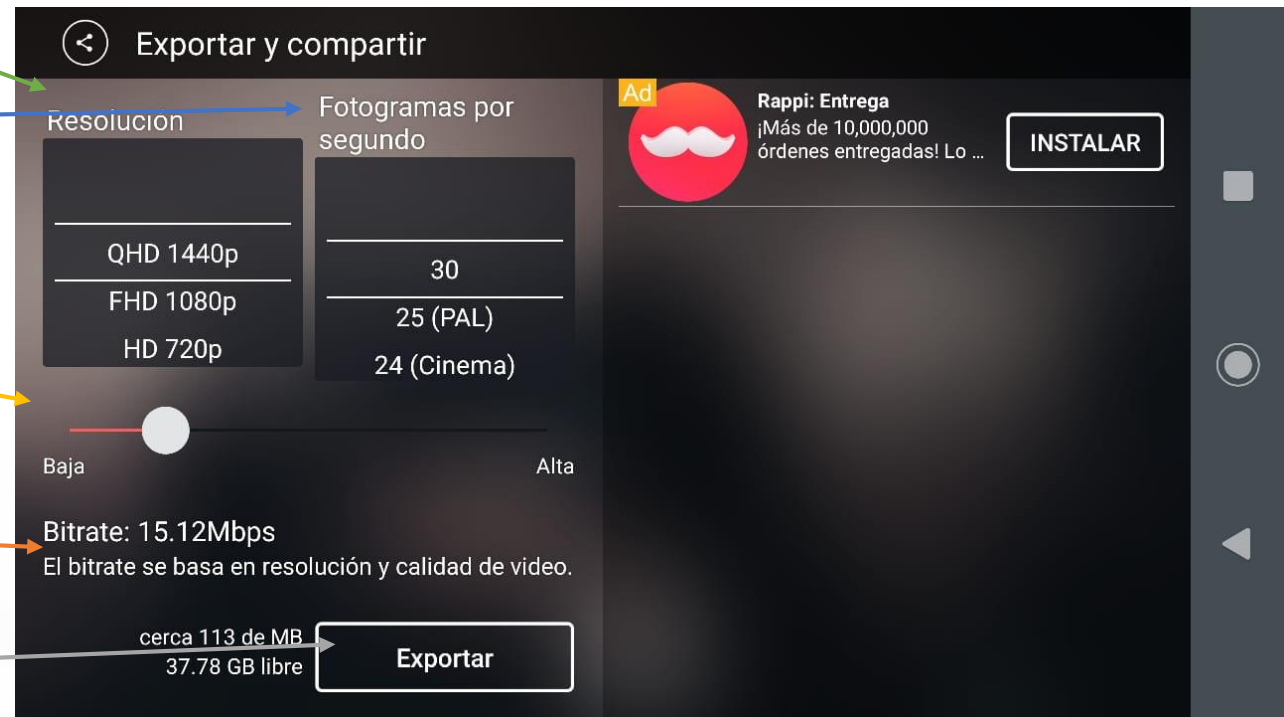 Exportar y compartir
Resolución
Fotogramas por
segundo
QHD 1440p
FHD 1080p
HD 720p
30
25 (PAL)
24 (Cinema)
Baja
Alta
Bitrate: 15.12Mbps
El bitrate se basa en resolución y calidad de video.
cerca 113 de MB
37.78 GB libre
Exportar
Ad
Rappi: Entrega
¡Más de 10,000,000
órdenes entregadas! Lo ...
INSTALAR